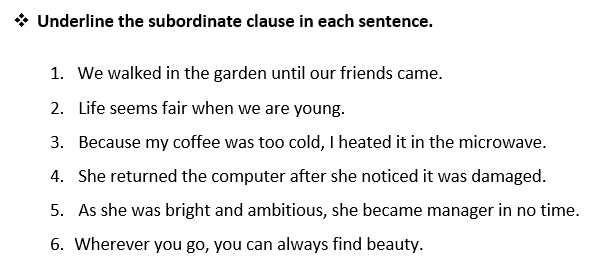 ❖ Underline the subordinate clause in each sentence.
1. We walked in the garden until our friends came.
2. Life seems fair when we are young.
3. Because my coffee was too cold, I heated it in the microwave.
4. She returned the computer after she noticed it was damaged.
5. As she was bright and ambitious, she became manager in no time.
6. Wherever you go, you can always find beauty.